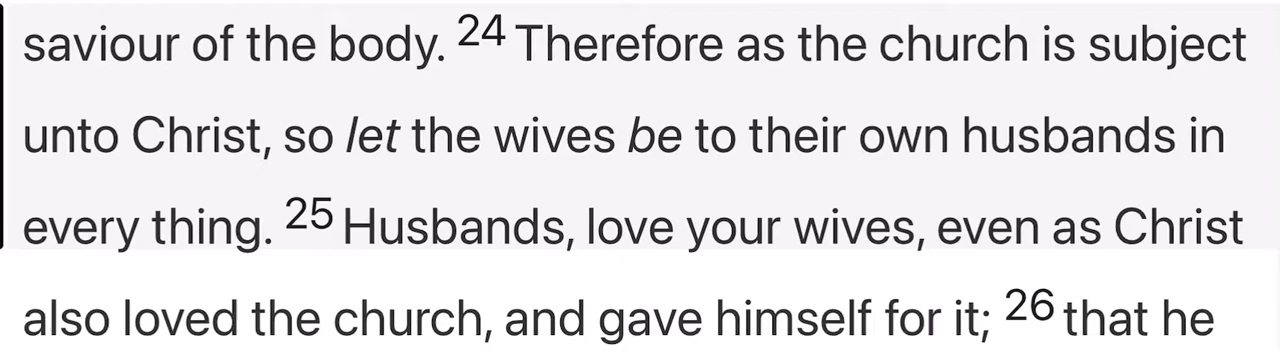 saviour of the body. 24 Therefore as the church is subject
unto Christ, so let the wives be to their own husbands in
every thing. 25 Husbands, love your wives, even as Christ
also loved the church, and gave himself for it; 26 that he